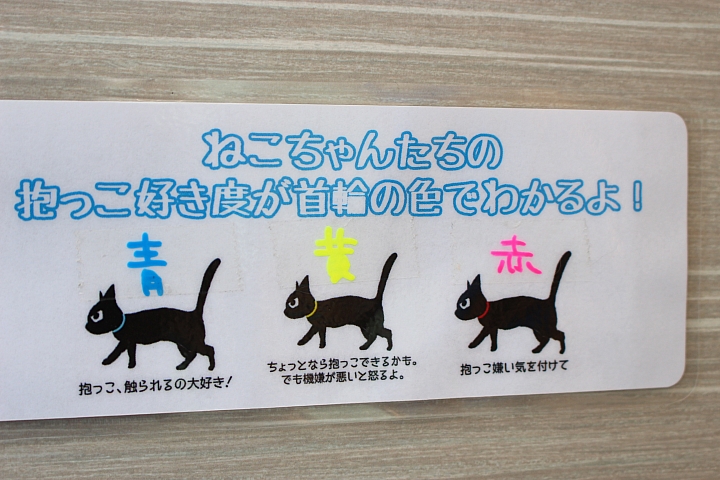 ねこちゃんたちの
抱っこ好き度が首輪の色でわかるよ！
青
黄
赤
抱っこ、触られるの大好き！
ちょっとなら抱っこできるかも。
でも機嫌が悪いと怒るよ。
抱っこ嫌い気を付けて